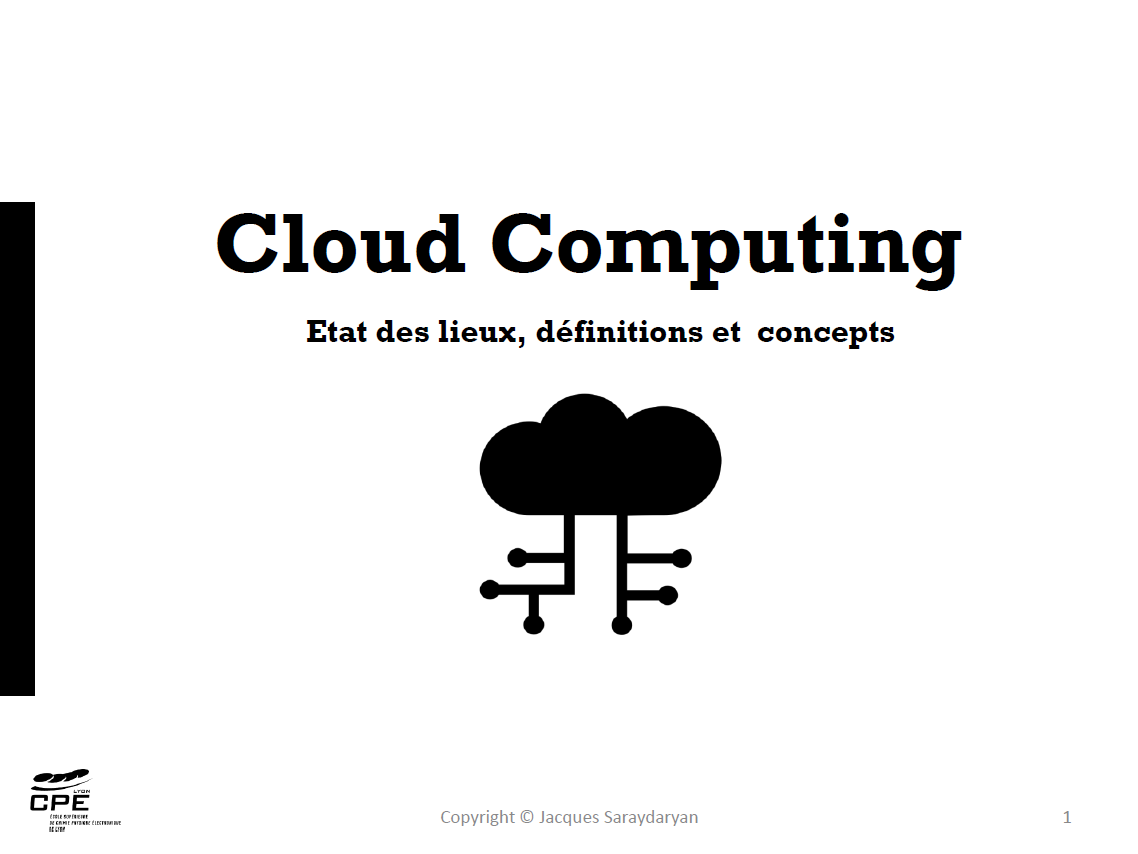 Cloud Computing
Etat des lieux, définitions et concepts
LYON
CPE
ÉCOLE SUPÉRIEURE
DE CHIMIE PHYSIQUE ÉLECTRONIQUE
DE LYON
Copyright © Jacques Saraydaryan
1